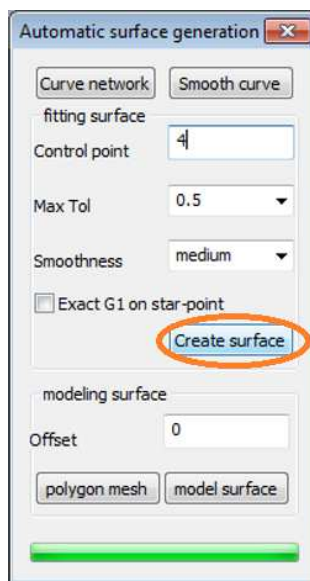 Automatic surface generation
Curve network Smooth curve
fitting surface
Control point 4
Max Tol 0.5
Smoothness medium
Exact G1 on star-point
Create surface
modeling surface
Offset 0
polygon mesh model surface